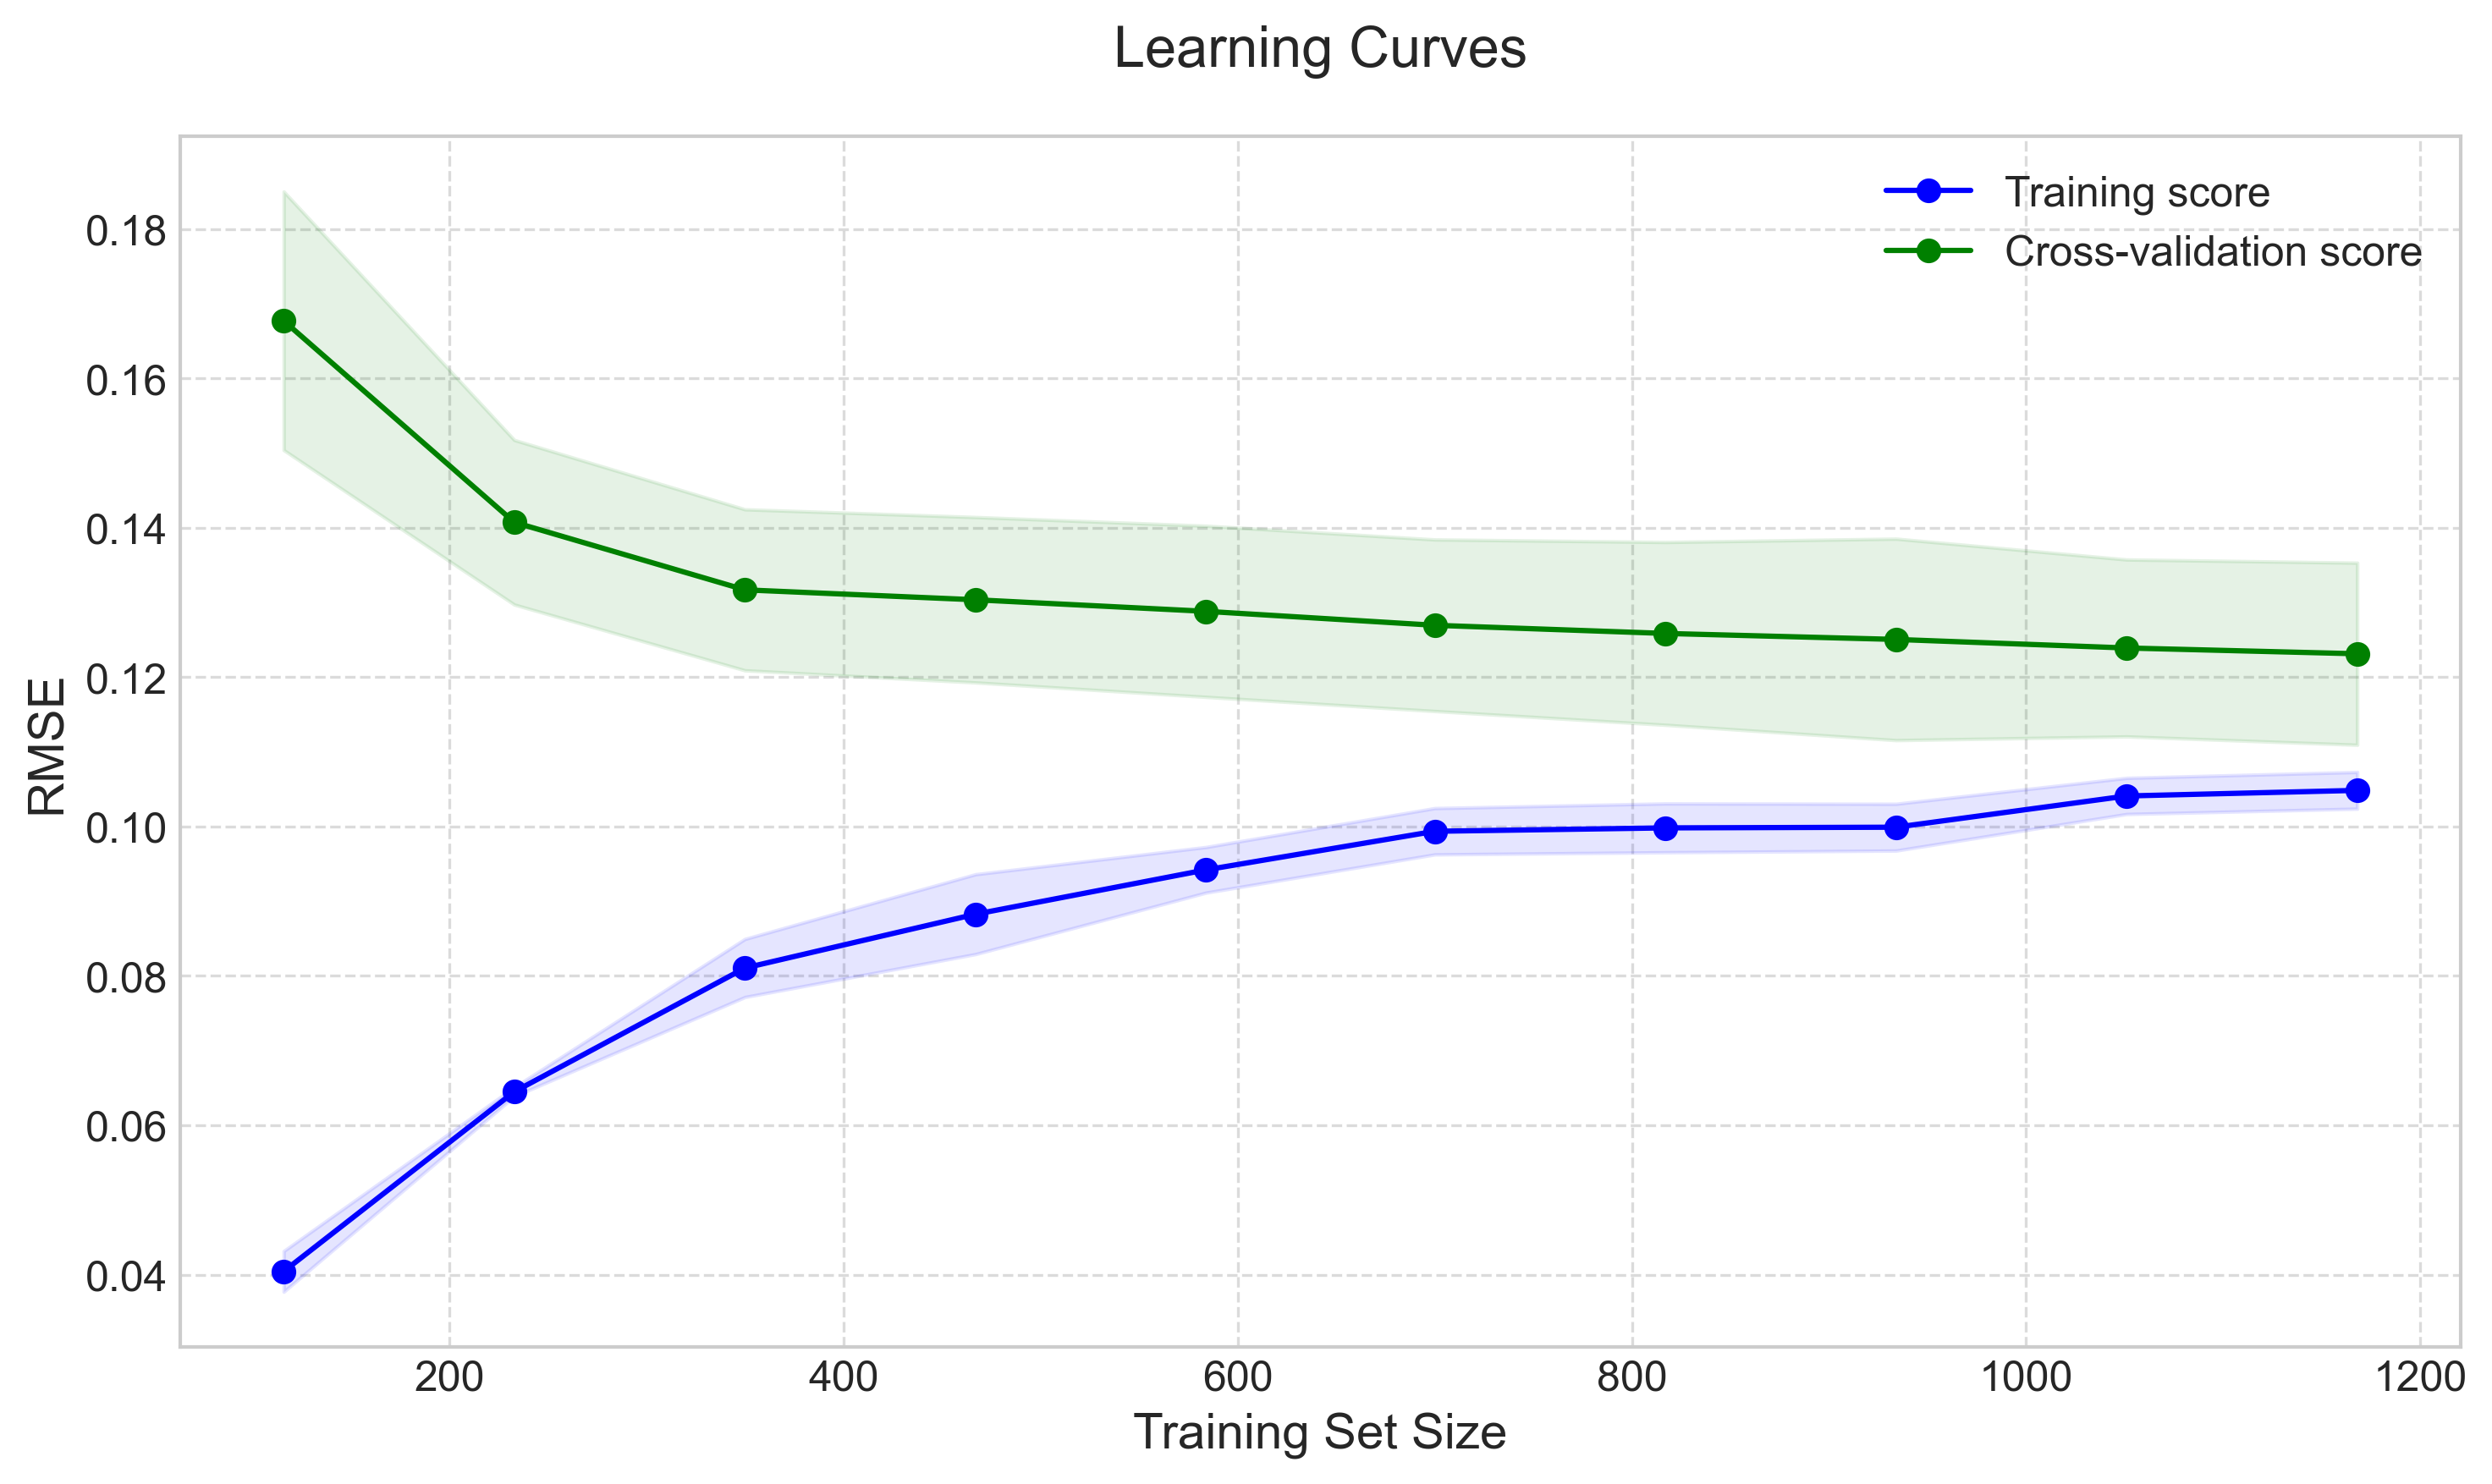 Learning Curves
Training score
Cross-validation score
0.18
0.16
0.14
0.12
0.10
0.08
0.06
0.04
RMSE
200 400 600 800 1000 1200
Training Set Size